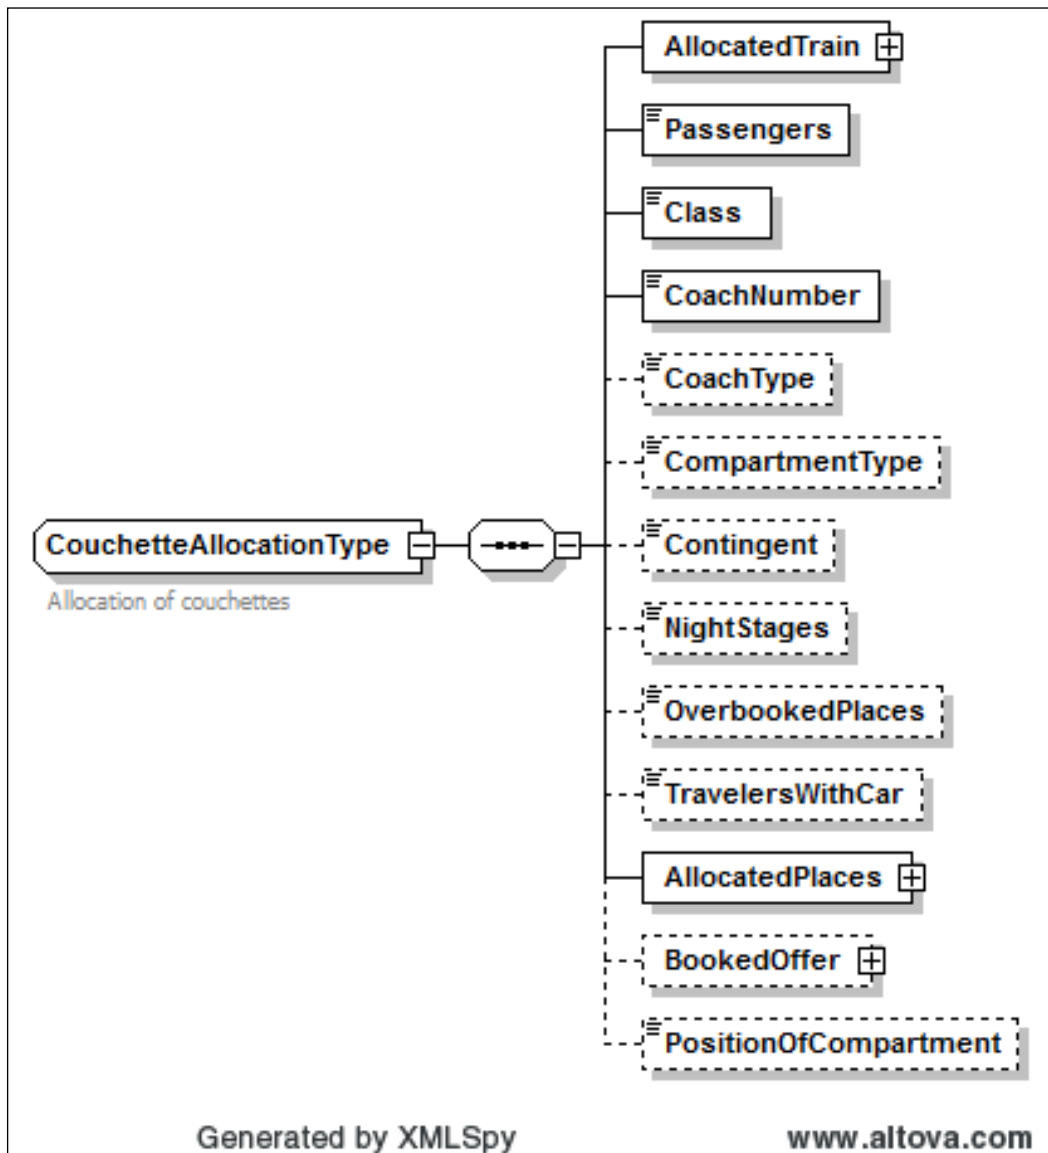 AllocatedTrain
Passengers
Class
CoachNumber
CoachType
CompartmentType
CouchetteAllocationType
Allocation of couchettes
Contingent
NightStages
OverbookedPlaces
TravelersWithCar
AllocatedPlaces
BookedOffer
PositionOfCompartment
Generated by XMLSpy
www.altova.com